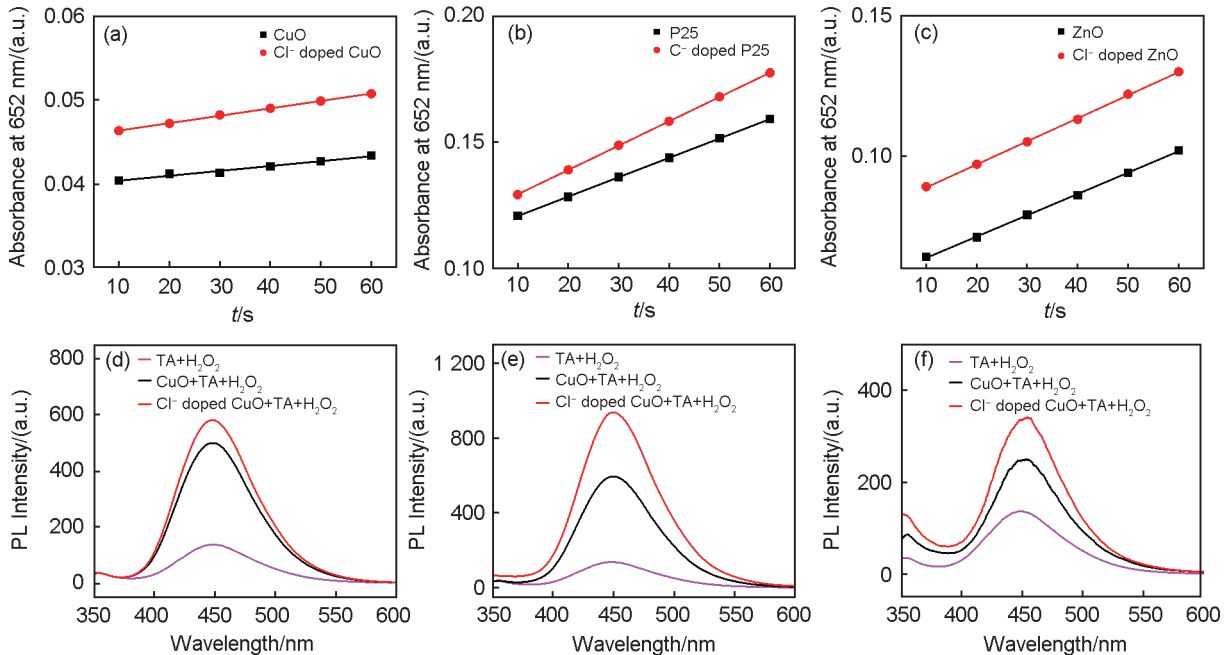 (a)
CuO
Cl⁻ doped CuO
0.06
0.05
0.04
0.03
Absorbance at 652 nm/(a.u.)
10 20 30 40 50 60
t/s
(b)
P25
C⁻ doped P25
0.20
0.15
0.10
Absorbance at 652 nm/(a.u.)
10 20 30 40 50 60
t/s
(c)
ZnO
Cl⁻ doped ZnO
0.15
0.10
Absorbance at 652 nm/(a.u.)
10 20 30 40 50 60
t/s
(d)
TA+H₂O₂
CuO+TA+H₂O₂
Cl⁻ doped CuO+TA+H₂O₂
800
600
400
200
0
PL Intensity/(a.u.)
350 400 450 500 550 600
Wavelength/nm
(e)
TA+H₂O₂
CuO+TA+H₂O₂
Cl⁻ doped CuO+TA+H₂O₂
1 200
800
400
0
PL Intensity/(a.u.)
350 400 450 500 550 600
Wavelength/nm
(f)
TA+H₂O₂
CuO+TA+H₂O₂
Cl⁻ doped CuO+TA+H₂O₂
400
200
0
PL Intensity/(a.u.)
350 400 450 500 550 600
Wavelength/nm